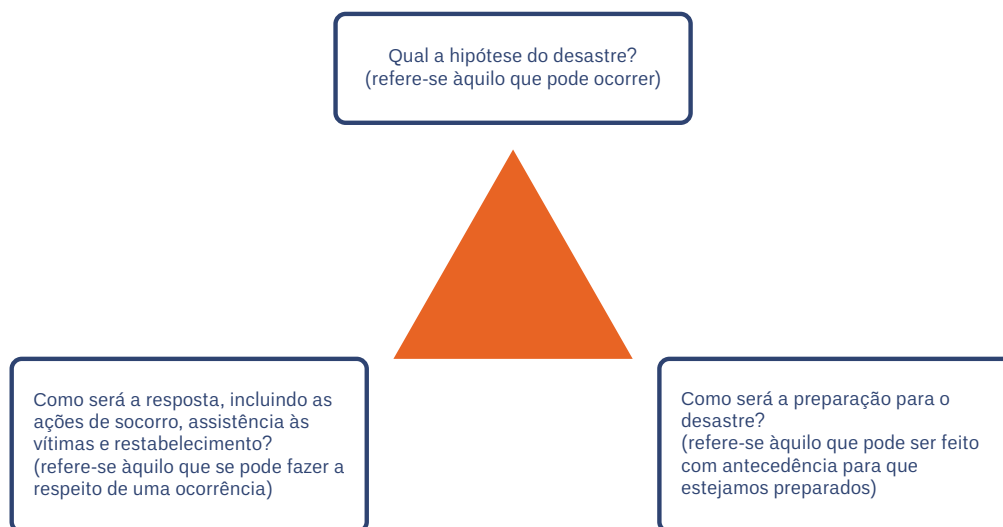 Qual a hipótese do desastre?
(refere-se àquilo que pode ocorrer)
Como será a resposta, incluindo as
ações de socorro, assistência às
vítimas e restabelecimento?
(refere-se àquilo que se pode fazer a
respeito de uma ocorrência)
Como será a preparação para o
desastre?
(refere-se àquilo que pode ser feito
com antecedência para que
estejamos preparados)